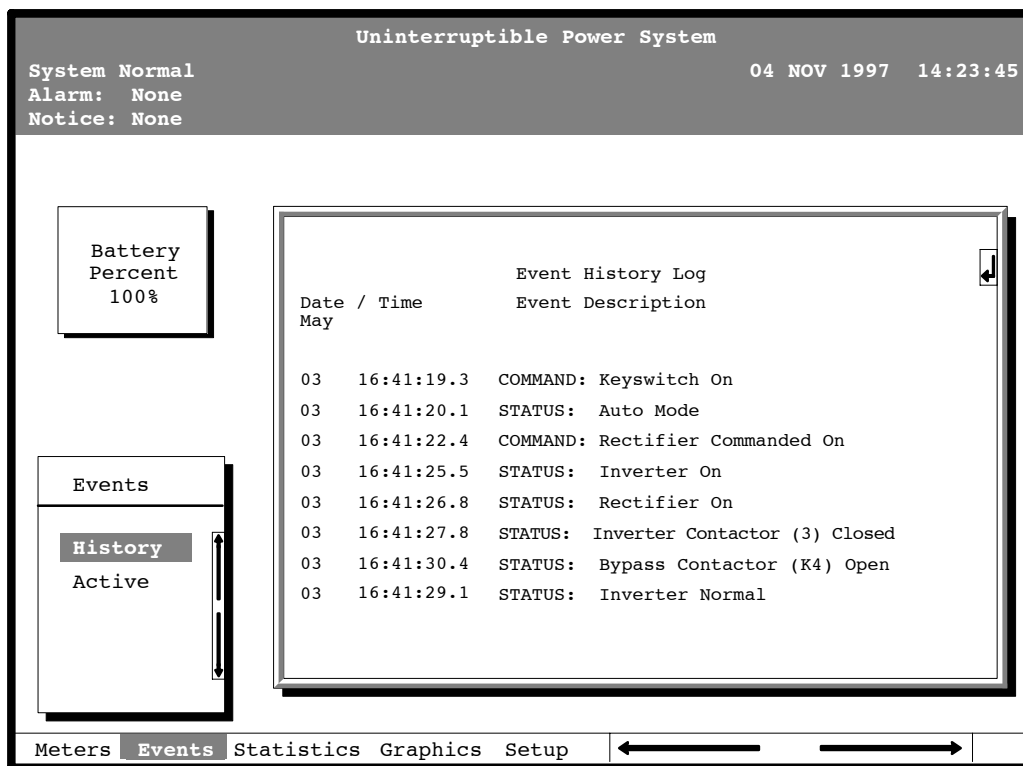 Uninterruptible Power System
System Normal
04 NOV 1997 14:23:45
Alarm: None
Notice: None
Battery
Percent
100%
Event History Log
Date / Time Event Description
May
03 16:41:19.3 COMMAND: Keyswitch On
03 16:41:20.1 STATUS: Auto Mode
03 16:41:22.4 COMMAND: Rectifier Commanded On
03 16:41:25.5 STATUS: Inverter On
03 16:41:26.8 STATUS: Rectifier On
03 16:41:27.8 STATUS: Inverter Contactor (3) Closed
03 16:41:30.4 STATUS: Bypass Contactor (K4) Open
03 16:41:29.1 STATUS: Inverter Normal
Events
History
Active
Meters Events Statistics Graphics Setup